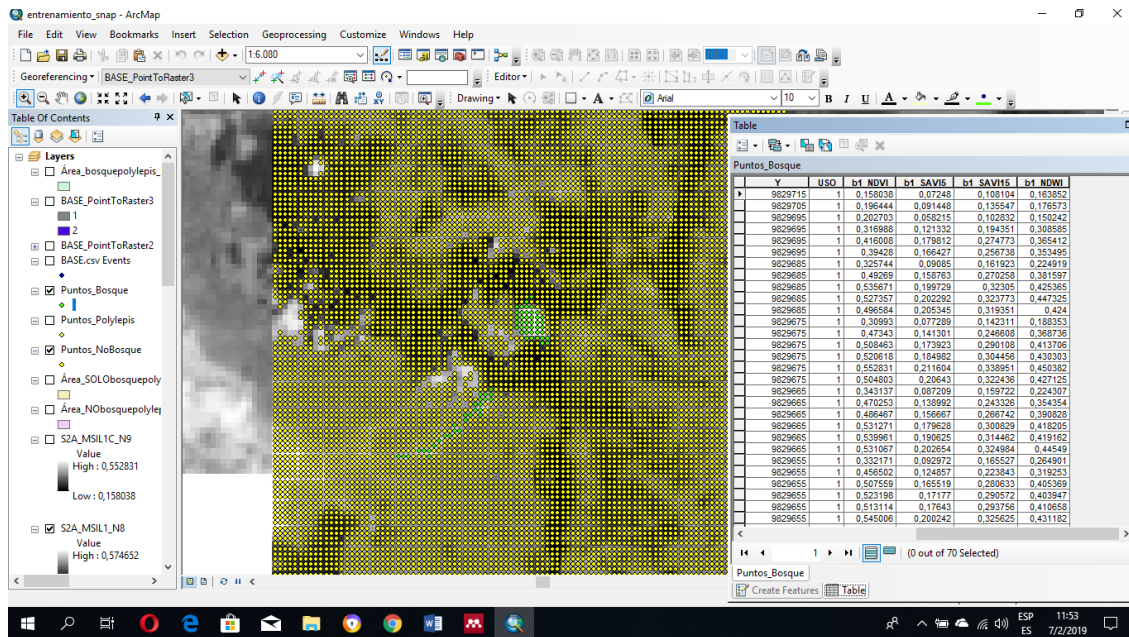 entrenamiento_snap - ArcMap
File Edit View Bookmarks Insert Selection Geoprocessing Customize Windows Help
1:6.080
Georeferencing BASE_PointToRaster3 Editor
Drawing A Arial 10 B I U A
Table Of Contents
Layers
Área_bosquepolylepis_
BASE_PointToRaster3
1
2
BASE_PointToRaster2
BASE.csv Events
Puntos_Bosque
Puntos_Polylepis
Puntos_NoBosque
Área_SOLObosquepoly
Área_NObosquepolylep
S2A_MSIL1C_N9
Value
High : 0,552831
Low : 0,158038
S2A_MSIL1_N8
Value
High : 0,574652
Table
Puntos_Bosque
Y USO b1_NDVI b1_SAVI5 b1_SAVI15 b1_NDWI
9829715 1 0,158038 0,07248 0,108104 0,163852
9829705 1 0,196444 0,091448 0,135547 0,176573
9829695 1 0,202703 0,058215 0,102832 0,150242
9829695 1 0,316988 0,121332 0,194351 0,308585
9829695 1 0,416008 0,179812 0,274773 0,365412
9829695 1 0,39428 0,166427 0,256738 0,353495
9829685 1 0,325744 0,09085 0,161923 0,224919
9829685 1 0,49269 0,158763 0,270258 0,381597
9829685 1 0,535671 0,199729 0,32305 0,425365
9829685 1 0,527357 0,202292 0,323773 0,447325
9829685 1 0,496584 0,205345 0,319351 0,424
9829675 1 0,30993 0,077289 0,142311 0,188353
9829675 1 0,47343 0,141301 0,246608 0,368736
9829675 1 0,508463 0,173923 0,290108 0,413706
9829675 1 0,520618 0,184982 0,304456 0,430303
9829675 1 0,552831 0,211604 0,338951 0,450382
9829675 1 0,504803 0,20643 0,322436 0,427125
9829665 1 0,343137 0,087209 0,159722 0,224307
9829665 1 0,470253 0,138992 0,243326 0,354354
9829665 1 0,486467 0,156667 0,266742 0,390828
9829665 1 0,531271 0,179628 0,300829 0,418205
9829665 1 0,539961 0,190625 0,314462 0,419162
9829665 1 0,531067 0,202654 0,324984 0,44549
9829655 1 0,332171 0,092972 0,165527 0,264901
9829655 1 0,456502 0,124857 0,223843 0,319253
9829655 1 0,507559 0,165519 0,280633 0,405369
9829655 1 0,523198 0,17177 0,290572 0,403947
9829655 1 0,513114 0,17643 0,293756 0,410658
9829655 1 0,545006 0,200242 0,325625 0,431182
1 (0 out of 70 Selected)
Puntos_Bosque
Create Features Table
ESP 11:53
ES 7/2/2019